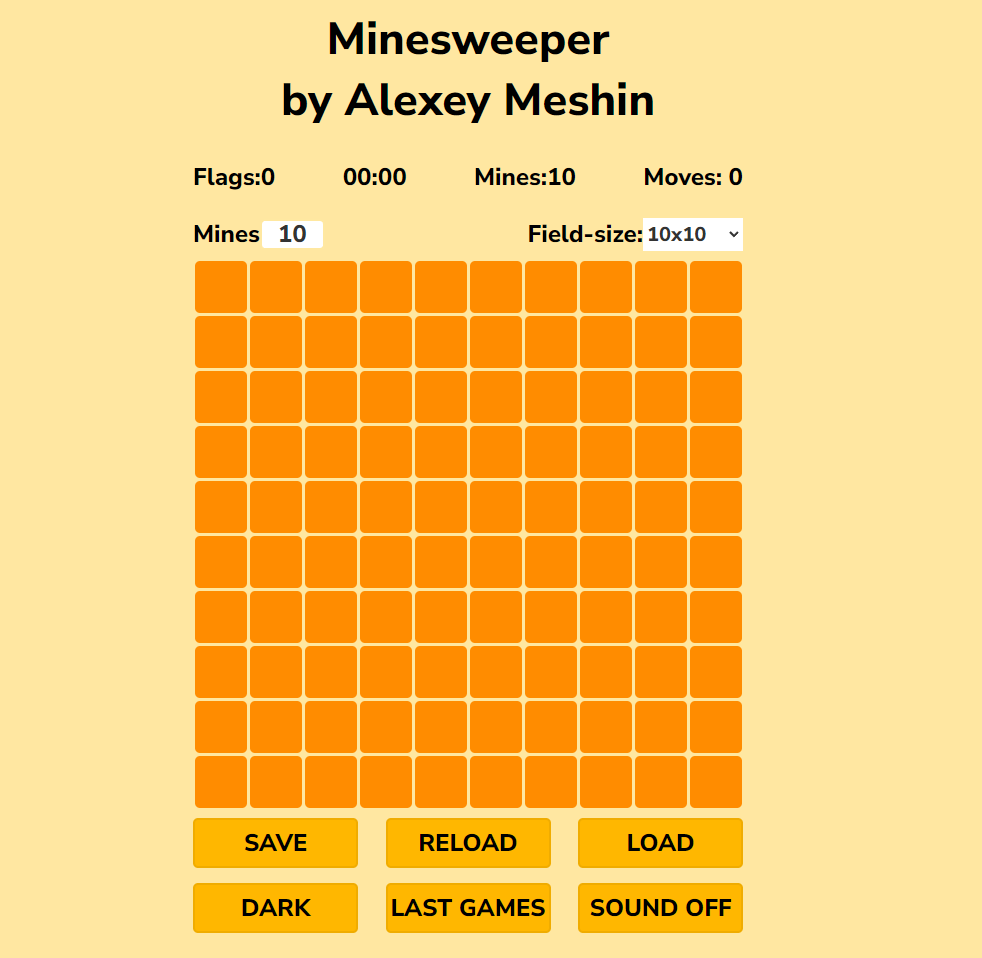 Minesweeper
by Alexey Meshin
Flags:0 00:00 Mines:10 Moves: 0
Mines 10 Field-size: 10x10
SAVE RELOAD LOAD
DARK LAST GAMES SOUND OFF